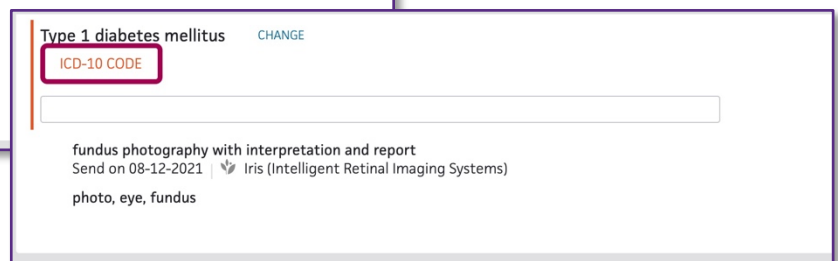 Type 1 diabetes mellitus CHANGE
ICD-10 CODE
fundus photography with interpretation and report
Send on 08-12-2021 | Iris (Intelligent Retinal Imaging Systems)
photo, eye, fundus